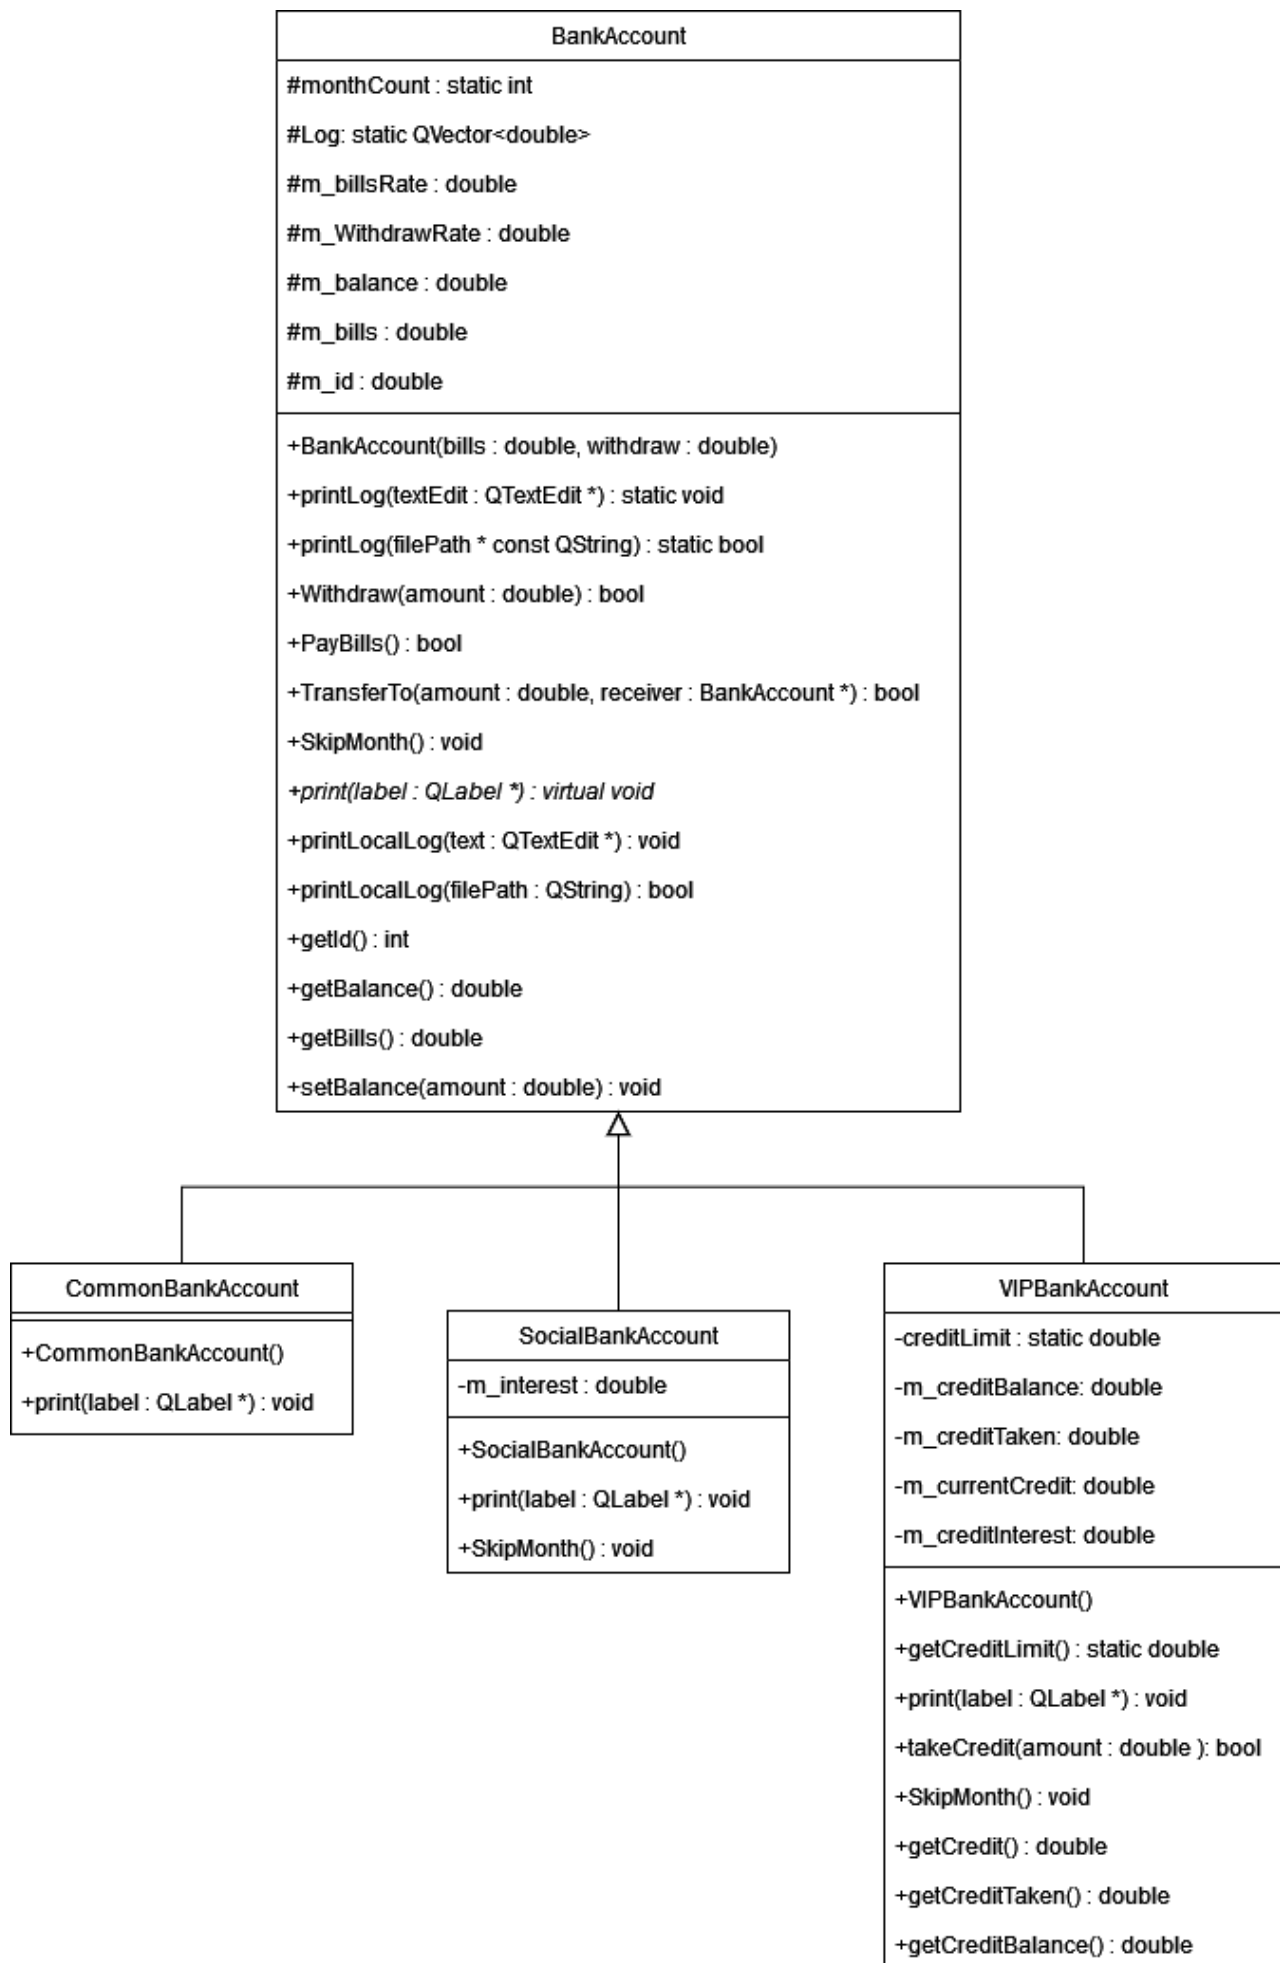 BankAccount
#monthCount : static int
#Log: static QVector<double>
#m_billsRate : double
#m_WithdrawRate : double
#m_balance : double
#m_bills : double
#m_id : double
+BankAccount(bills : double, withdraw : double)
+printLog(textEdit : QTextEdit *) : static void
+printLog(filePath * const QString) : static bool
+Withdraw(amount : double) : bool
+PayBills() : bool
+TransferTo(amount : double, receiver : BankAccount *) : bool
+SkipMonth() : void
+print(label : QLabel *) : virtual void
+printLocalLog(text : QTextEdit *) : void
+printLocalLog(filePath : QString) : bool
+getId() : int
+getBalance() : double
+getBills() : double
+setBalance(amount : double) : void
CommonBankAccount
+CommonBankAccount()
+print(label : QLabel *) : void
SocialBankAccount
-m_interest : double
+SocialBankAccount()
+print(label : QLabel *) : void
+SkipMonth() : void
VIPBankAccount
-creditLimit : static double
-m_creditBalance: double
-m_creditTaken: double
-m_currentCredit: double
-m_creditInterest: double
+VIPBankAccount()
+getCreditLimit() : static double
+print(label : QLabel *) : void
+takeCredit(amount : double ): bool
+SkipMonth() : void
+getCredit() : double
+getCreditTaken() : double
+getCreditBalance() : double